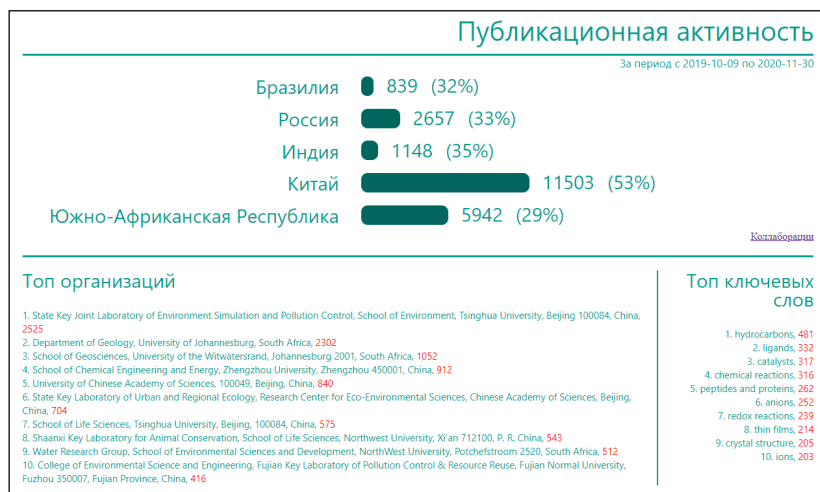 Публикационная активность
За период с 2019-10-09 по 2020-11-30
Бразилия 839 (32%)
Россия 2657 (33%)
Индия 1148 (35%)
Китай 11503 (53%)
Южно-Африканская Республика 5942 (29%)
Коллаборации
Топ организаций
1. State Key Joint Laboratory of Environment Simulation and Pollution Control, School of Environment, Tsinghua University, Beijing 100084, China,
2525
2. Department of Geology, University of Johannesburg, South Africa, 2302
3. School of Geosciences, University of the Witwatersrand, Johannesburg 2001, South Africa, 1052
4. School of Chemical Engineering and Energy, Zhengzhou University, Zhengzhou 450001, China, 912
5. University of Chinese Academy of Sciences, 100049, Beijing, China, 840
6. State Key Laboratory of Urban and Regional Ecology, Research Center for Eco-Environmental Sciences, Chinese Academy of Sciences, Beijing,
China, 704
7. School of Life Sciences, Tsinghua University, Beijing, 100084, China, 575
8. Shaanxi Key Laboratory for Animal Conservation, School of Life Sciences, Northwest University, Xi'an 712100, P. R. China, 543
9. Water Research Group, School of Environmental Sciences and Development, NorthWest University, Potchefstroom 2520, South Africa, 512
10. College of Environmental Science and Engineering, Fujian Key Laboratory of Pollution Control & Resource Reuse, Fujian Normal University,
Fuzhou 350007, Fujian Province, China, 416
Топ ключевых
слов
1. hydrocarbons, 481
2. ligands, 332
3. catalysts, 317
4. chemical reactions, 316
5. peptides and proteins, 262
6. anions, 252
7. redox reactions, 239
8. thin films, 214
9. crystal structure, 205
10. ions, 203